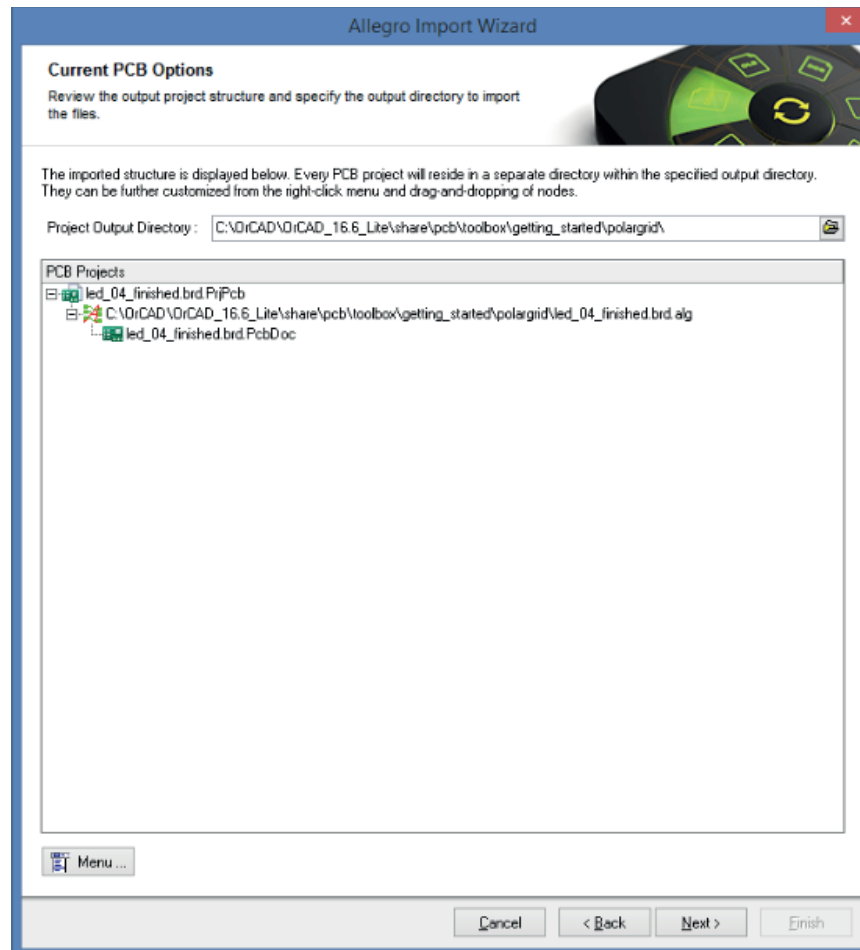 Allegro Import Wizard
Current PCB Options
Review the output project structure and specify the output directory to import
the files.
The imported structure is displayed below. Every PCB project will reside in a separate directory within the specified output directory.
They can be further customized from the right-click menu and drag-and-dropping of nodes.
Project Output Directory : C:\OrCAD\OrCAD_16.6_Lite\share\pcb\toolbox\getting_started\polargrid\
PCB Projects
led_04_finished.brd.PrjPcb
C:\OrCAD\OrCAD_16.6_Lite\share\pcb\toolbox\getting_started\polargrid\led_04_finished.brd.alg
led_04_finished.brd.PcbDoc
Menu ...
Cancel < Back Next > Finish